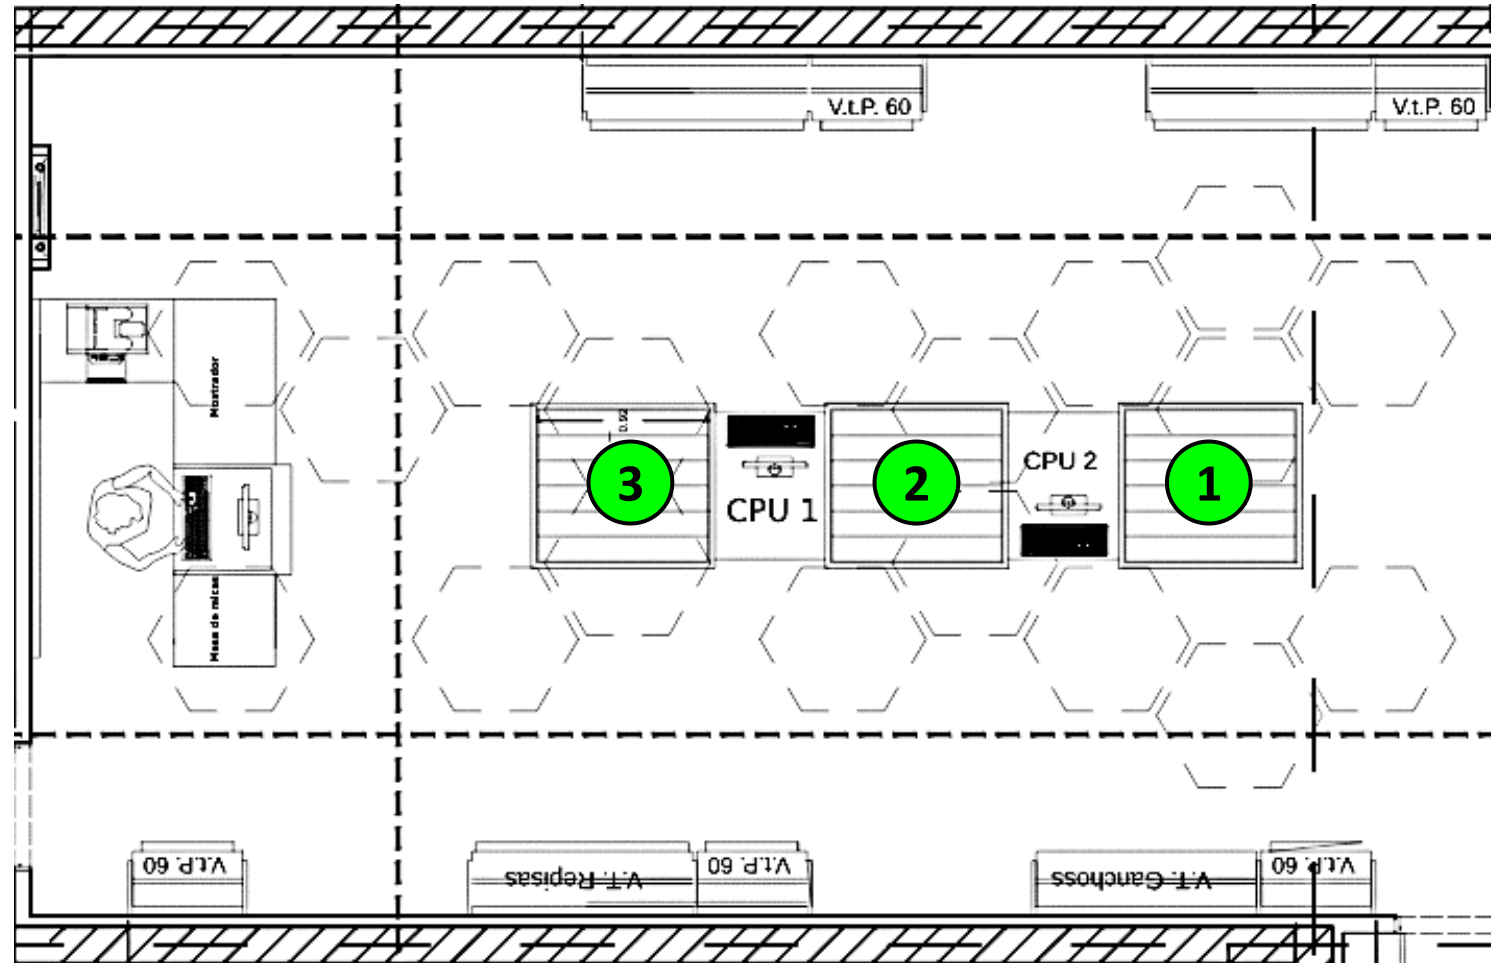 V.t.P. 60
V.t.P. 60
Mostrador
0.92
3
CPU 1
2
CPU 2
1
Mesa de micas
V.t.P. 60
V.T. Repisas
V.t.P. 60
V.T. Ganchoss
V.t.P. 60